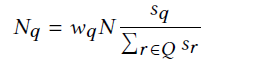 N_q = w_q N \frac{s_q}{\sum_{r \in Q} s_r}